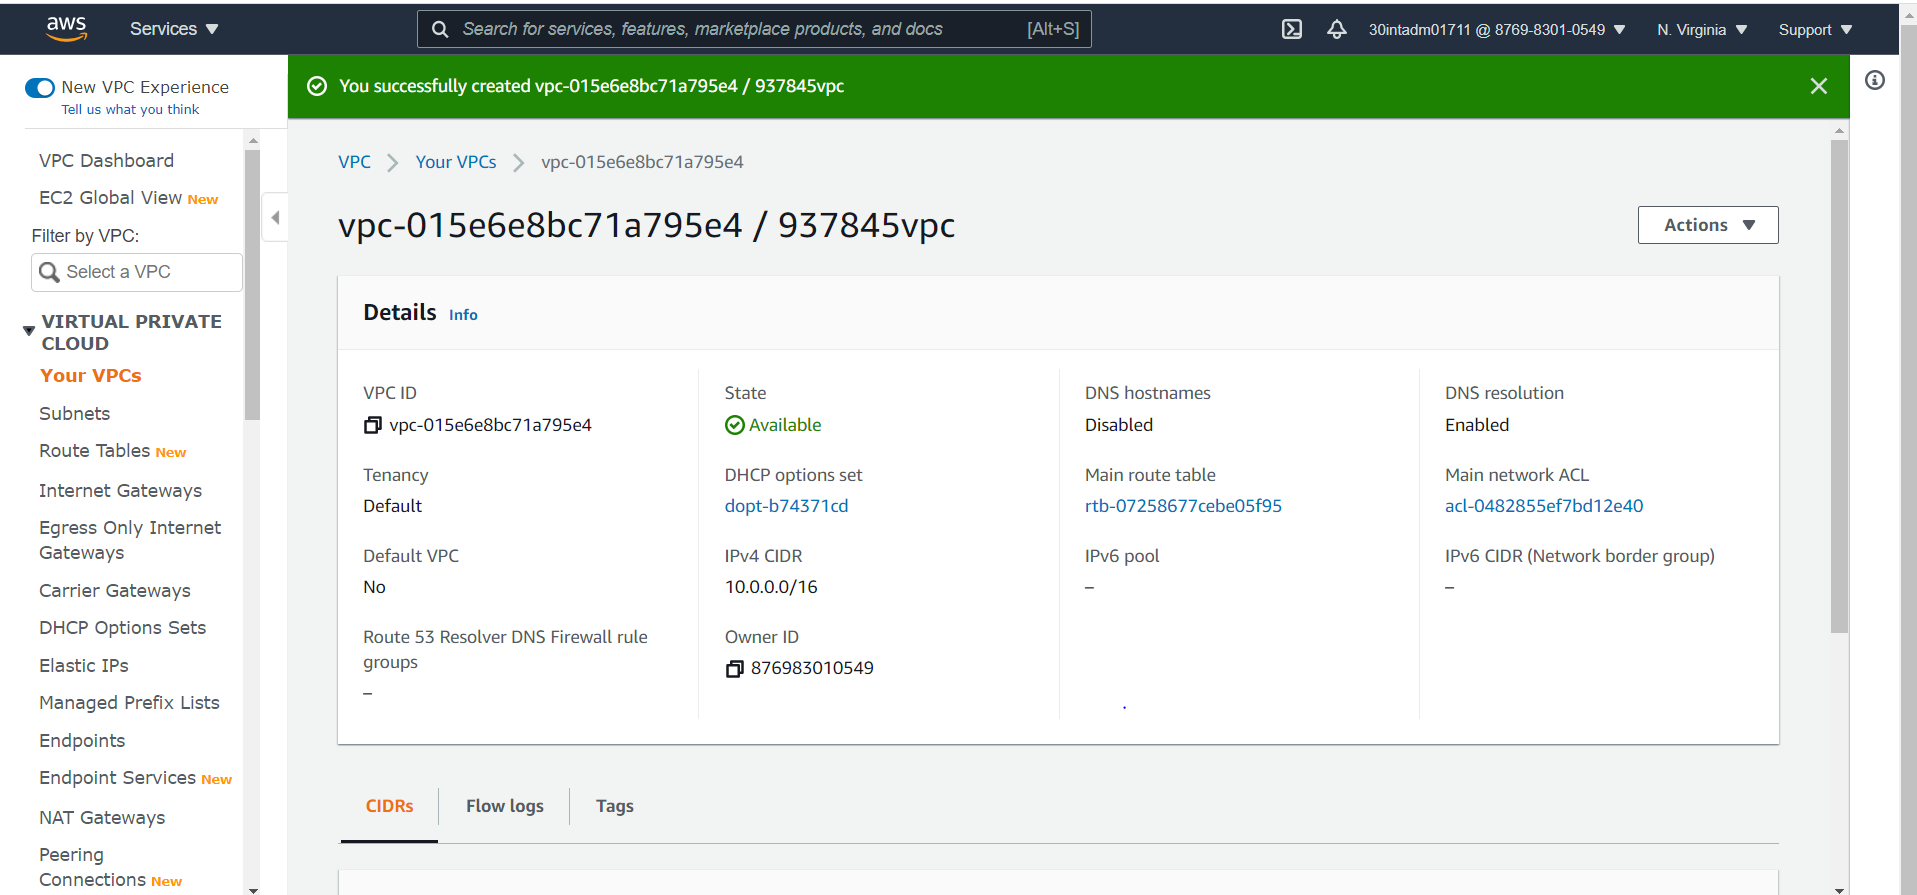 aws
Services
Search for services, features, marketplace products, and docs [Alt+S]
30intadm01711 @ 8769-8301-0549
N. Virginia
Support
New VPC Experience
Tell us what you think
VPC Dashboard
EC2 Global View New
Filter by VPC:
Select a VPC
VIRTUAL PRIVATE
CLOUD
Your VPCs
Subnets
Route Tables New
Internet Gateways
Egress Only Internet
Gateways
Carrier Gateways
DHCP Options Sets
Elastic IPs
Managed Prefix Lists
Endpoints
Endpoint Services New
NAT Gateways
Peering
Connections New
You successfully created vpc-015e6e8bc71a795e4 / 937845vpc
VPC
Your VPCs
vpc-015e6e8bc71a795e4
vpc-015e6e8bc71a795e4 / 937845vpc
Actions
Details Info
VPC ID
vpc-015e6e8bc71a795e4
State
Available
DNS hostnames
Disabled
DNS resolution
Enabled
Tenancy
Default
DHCP options set
dopt-b74371cd
Main route table
rtb-07258677cebe05f95
Main network ACL
acl-0482855ef7bd12e40
Default VPC
No
IPv4 CIDR
10.0.0.0/16
IPv6 pool
–
IPv6 CIDR (Network border group)
–
Route 53 Resolver DNS Firewall rule
groups
–
Owner ID
876983010549
CIDRs
Flow logs
Tags